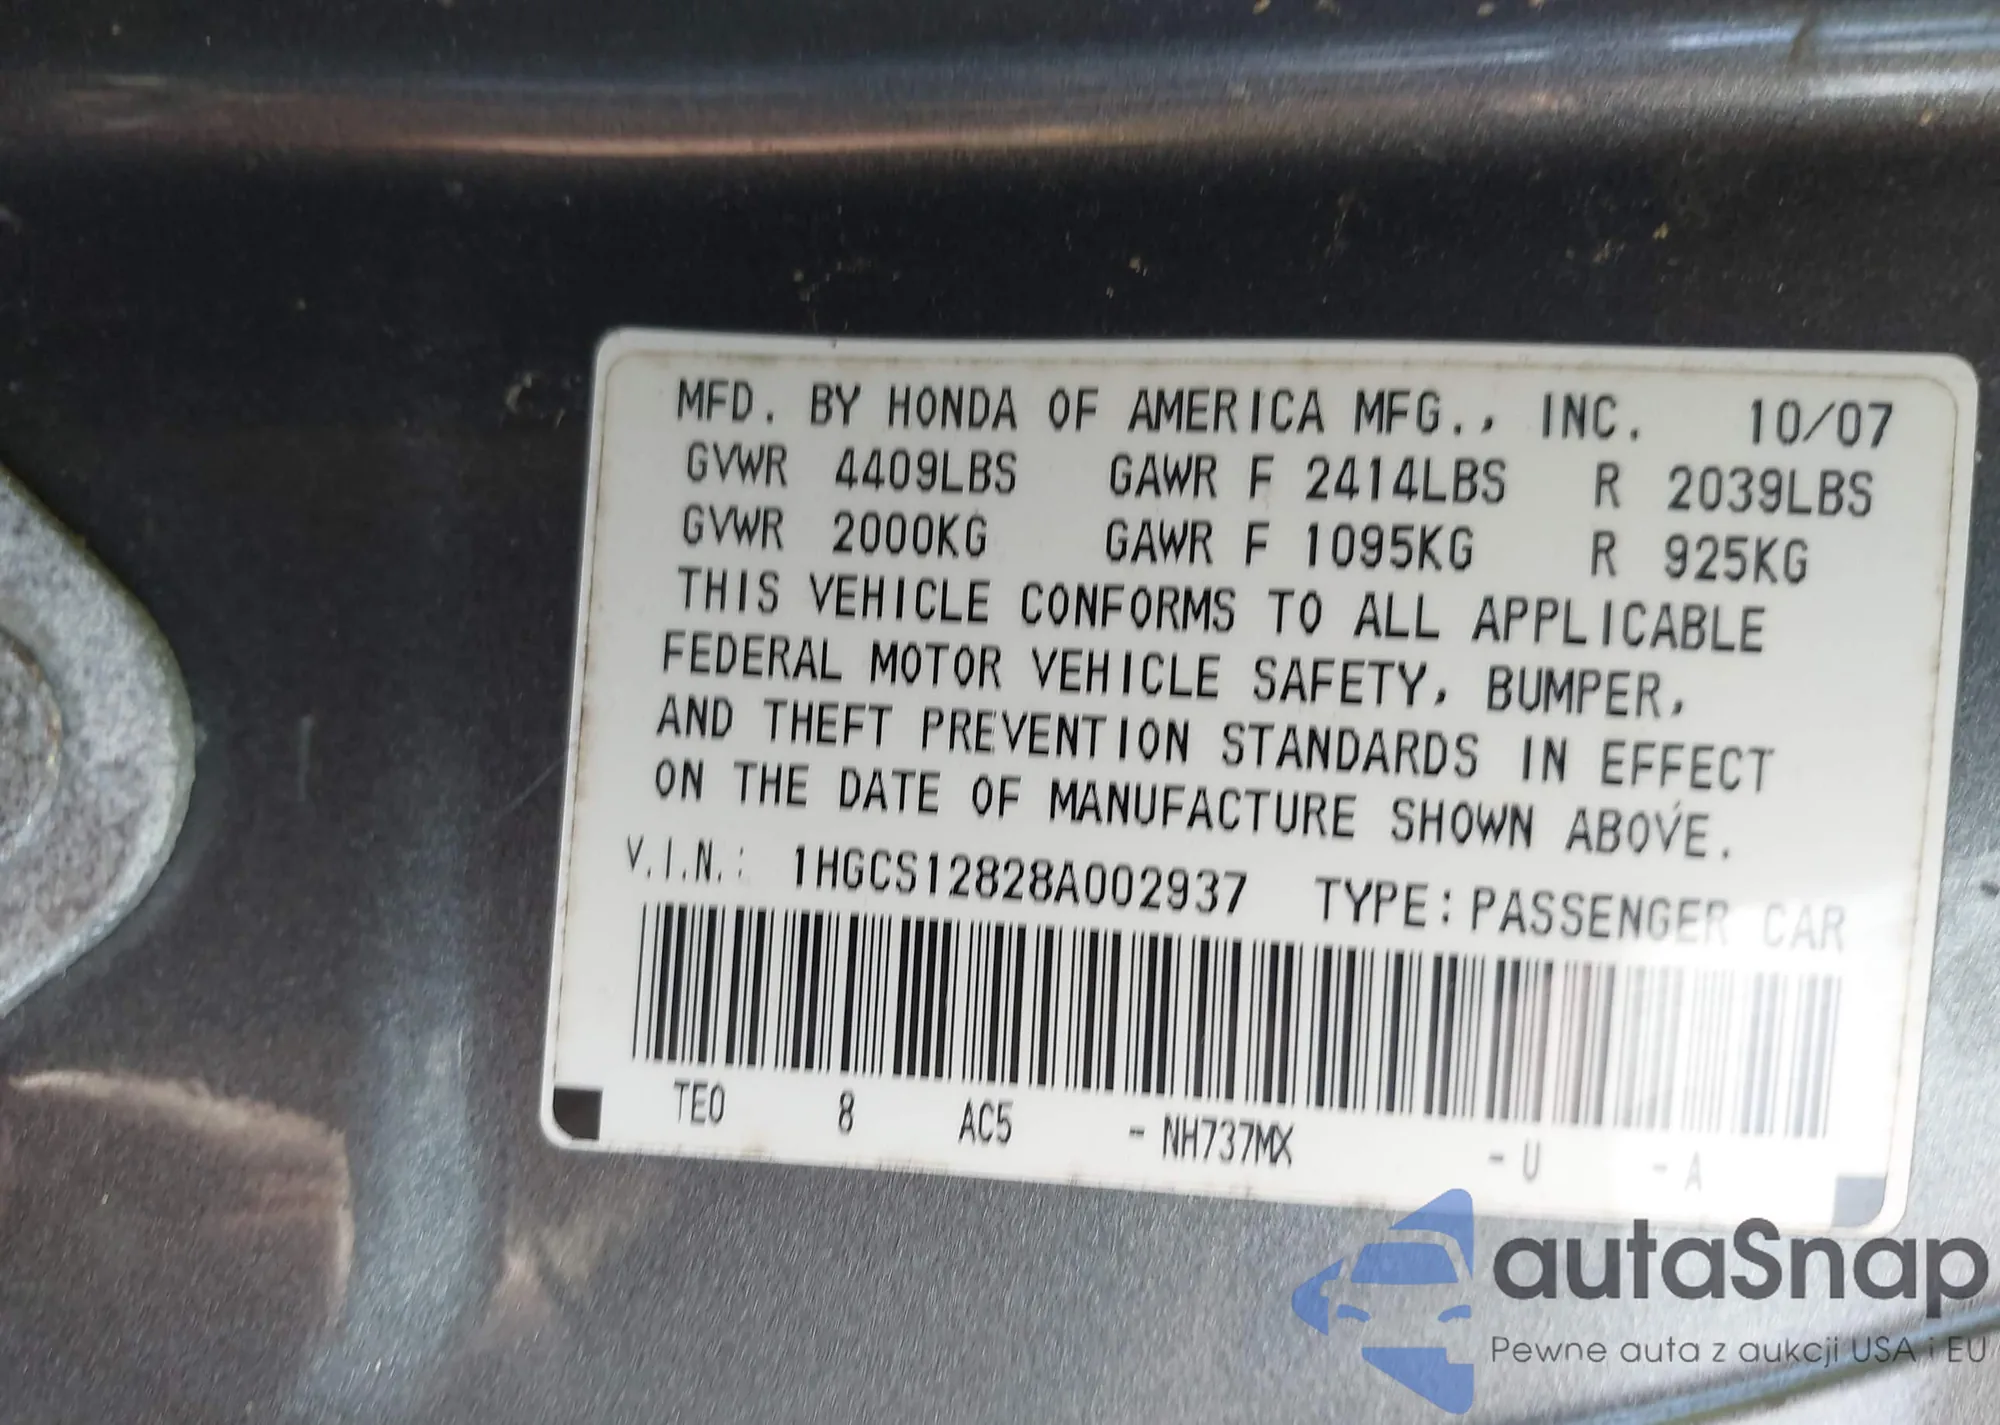 MFD. BY HONDA OF AMERICA MFG., INC. 10/07
GVWR 4409LBS GAWR F 2414LBS R 2039LBS
GVWR 2000KG GAWR F 1095KG R 925KG
THIS VEHICLE CONFORMS TO ALL APPLICABLE
FEDERAL MOTOR VEHICLE SAFETY, BUMPER,
AND THEFT PREVENTION STANDARDS IN EFFECT
ON THE DATE OF MANUFACTURE SHOWN ABOVE.
V.I.N.: 1HGCS12828A002937 TYPE: PASSENGER CAR
TE0 8 AC5 -NH737MX -U -A
autaSnap
Pewne auta z aukcji USA i EU